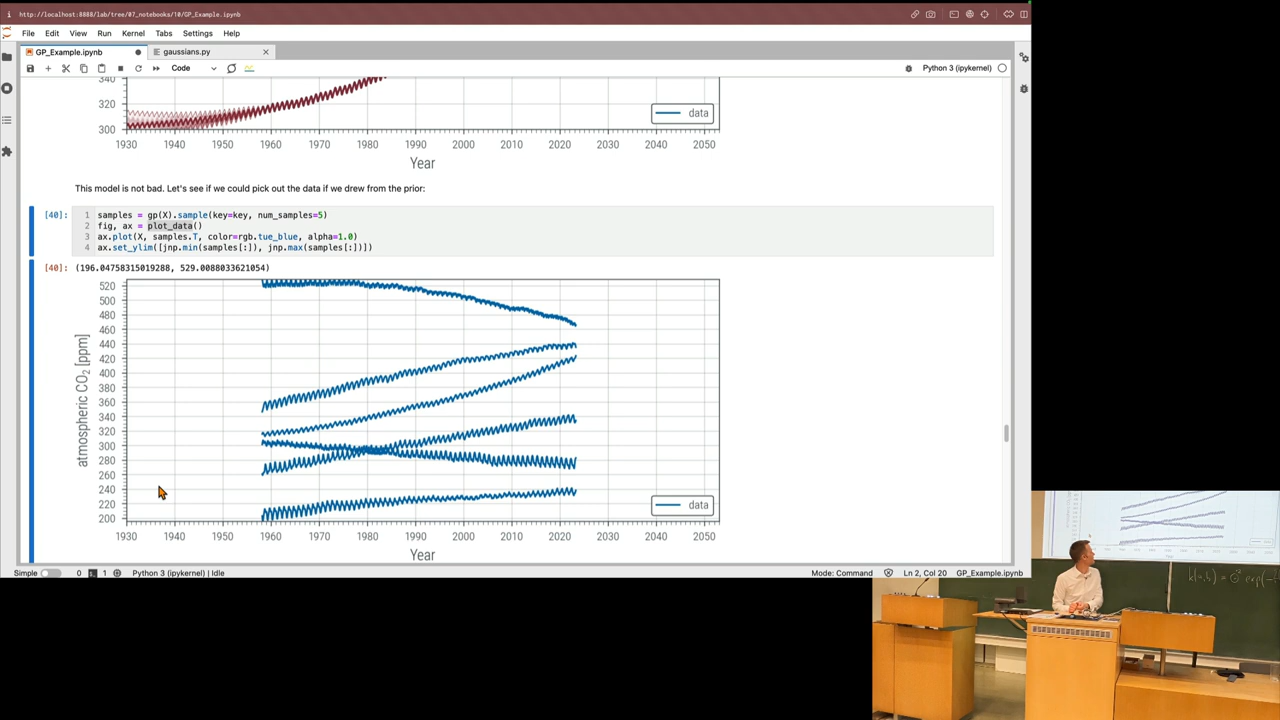 http://localhost:8888/lab/tree/07_notebooks/10/GP_Example.ipynb
File Edit View Run Kernel Tabs Settings Help
GP_Example.ipynb gaussians.py
Code Python 3 (ipykernel)
340
320
300
data
1930 1940 1950 1960 1970 1980 1990 2000 2010 2020 2030 2040 2050
Year
This model is not bad. Let's see if we could pick out the data if we drew from the prior:
[40]: 1 samples = gp(X).sample(key=key, num_samples=5)
2 fig, ax = plot_data()
3 ax.plot(X, samples.T, color=rgb.tue_blue, alpha=1.0)
4 ax.set_ylim([jnp.min(samples[:]), jnp.max(samples[:])])
[40]: (196.04758315019288, 529.0088033621054)
520
500
480
460
440
420
400
380
360
340
320
300
280
260
240
220
200
atmospheric CO₂ [ppm]
data
1930 1940 1950 1960 1970 1980 1990 2000 2010 2020 2030 2040 2050
Year
Simple 0 1 Python 3 (ipykernel) | Idle Mode: Command Ln 2, Col 20 GP_Example.ipynb